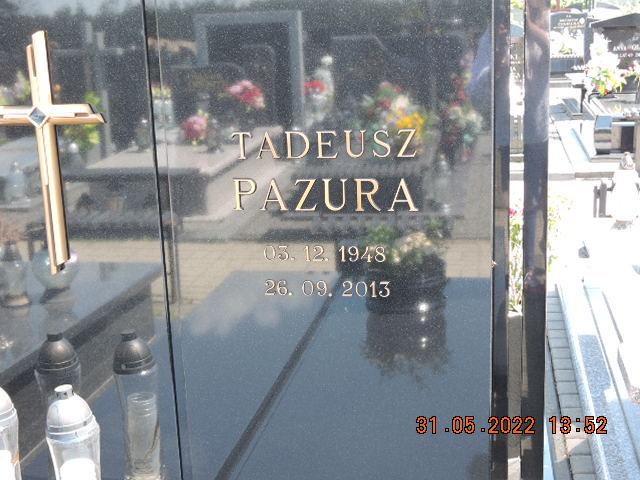 TADEUSZ
PAZURA
03. 12. 1948
26. 09. 2013
31.05.2022 13:52